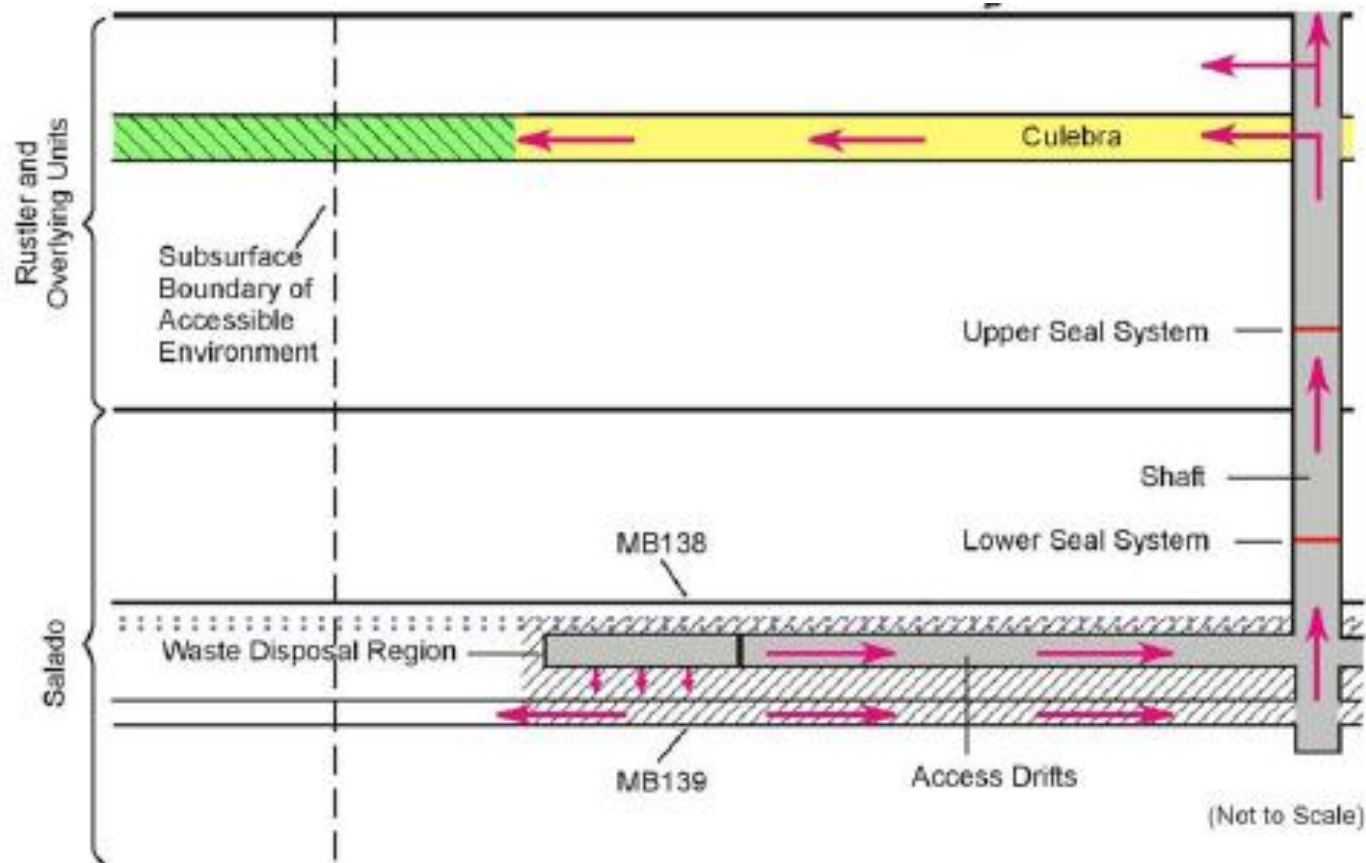 Rustler and
Overlying Units
Culebra
Subsurface
Boundary of
Accessible
Environment
Upper Seal System
Shaft
Lower Seal System
MB138
Salado
Waste Disposal Region
MB139
Access Drifts
(Not to Scale)